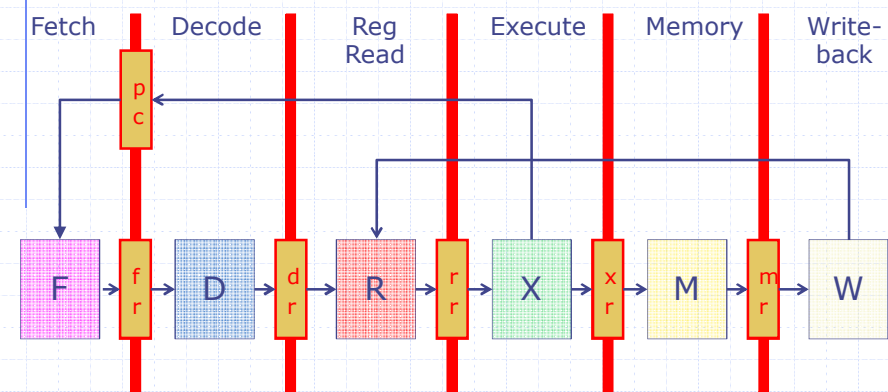 Fetch
Decode
Reg
Read
Execute
Memory
Write-
back
p
c
F
f
r
D
d
r
R
r
r
X
x
r
M
m
r
W